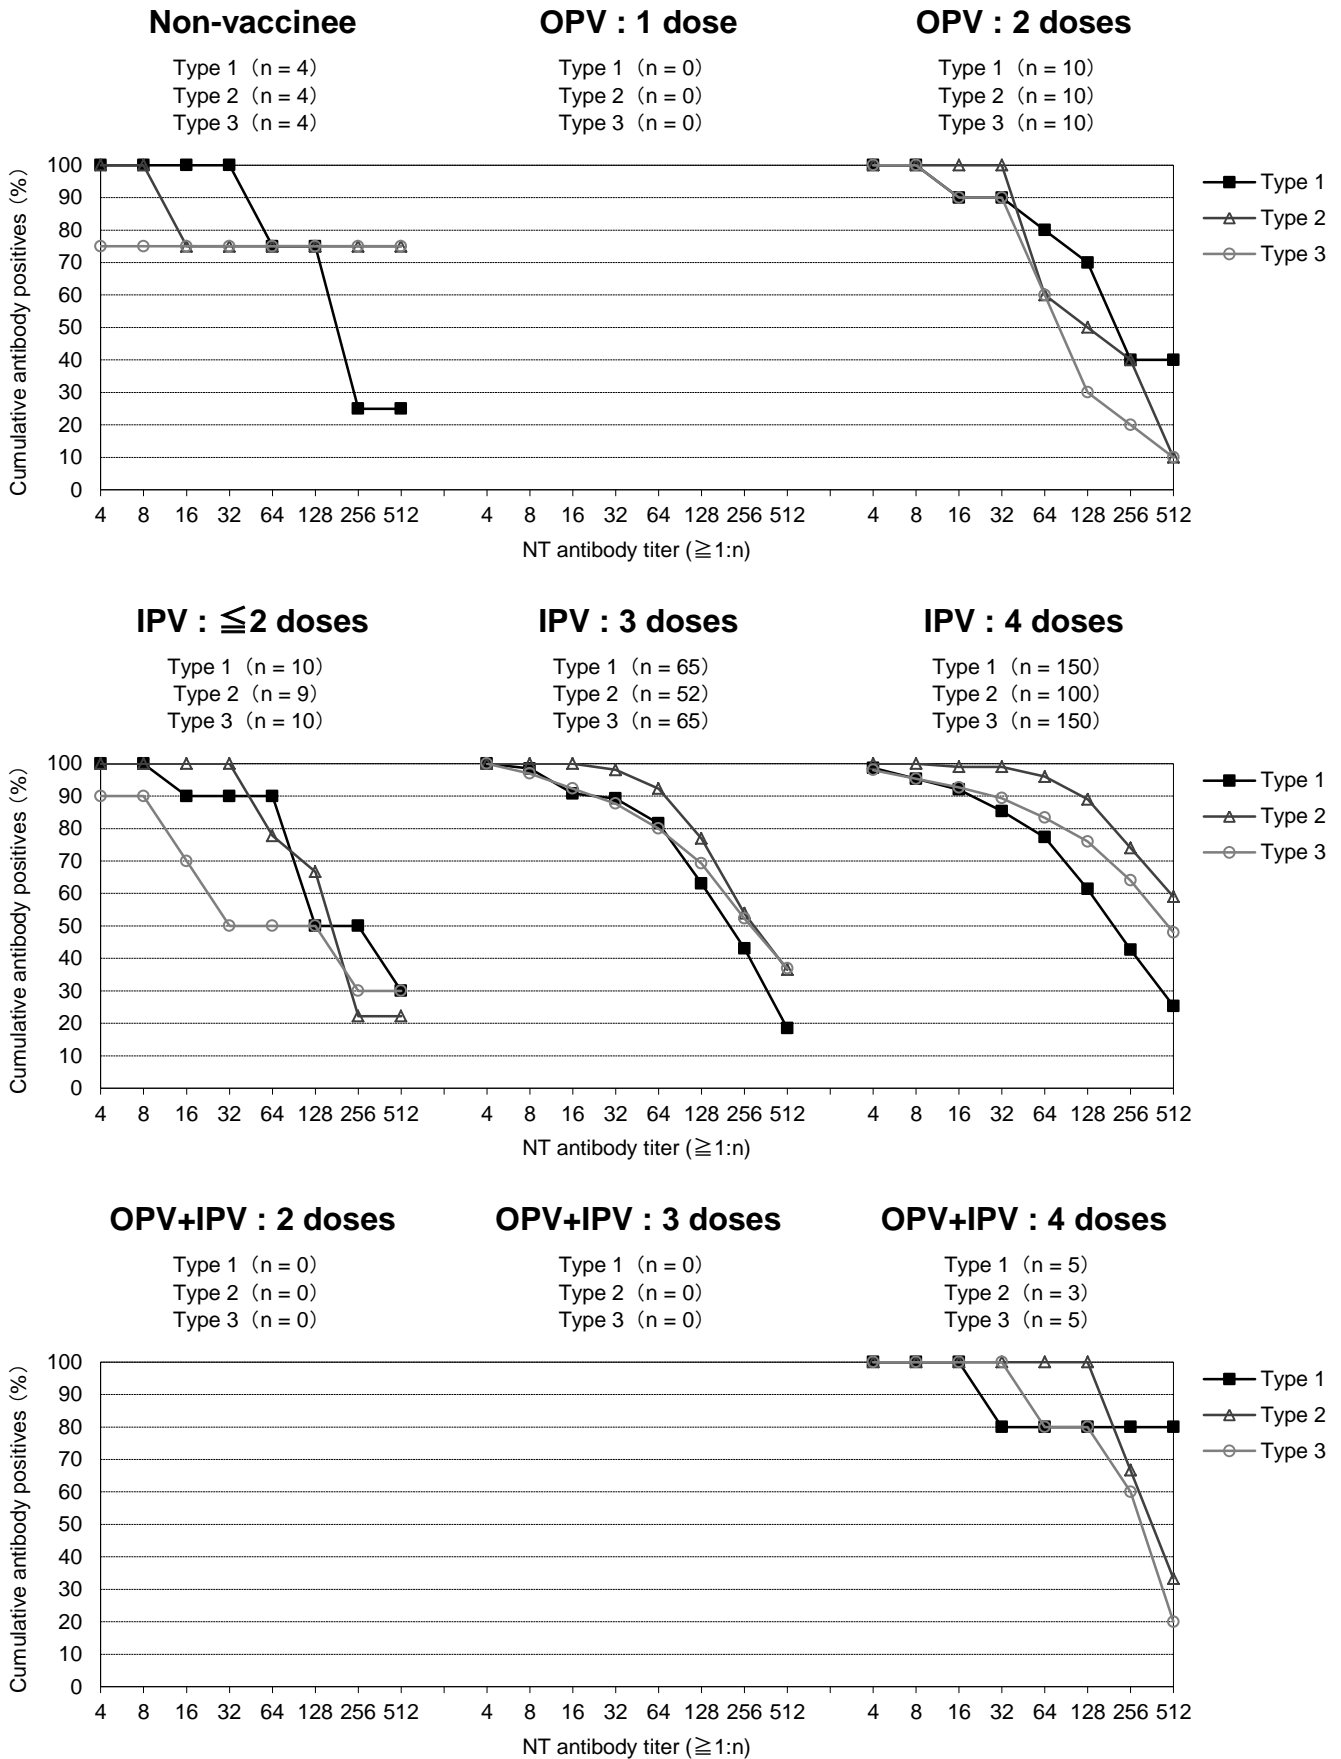 Non-vaccinee
OPV : 1 dose
OPV : 2 doses
Type 1（n = 4）
Type 2（n = 4）
Type 3（n = 4）
Type 1（n = 0）
Type 2（n = 0）
Type 3（n = 0）
Type 1（n = 10）
Type 2（n = 10）
Type 3（n = 10）
Cumulative antibody positives（%）
100
90
80
70
60
50
40
30
20
10
0
4 8 16 32 64 128 256 512 4 8 16 32 64 128 256 512 4 8 16 32 64 128 256 512
NT antibody titer (≧1:n)
Type 1
Type 2
Type 3
IPV : ≦2 doses
IPV : 3 doses
IPV : 4 doses
Type 1（n = 10）
Type 2（n = 9）
Type 3（n = 10）
Type 1（n = 65）
Type 2（n = 52）
Type 3（n = 65）
Type 1（n = 150）
Type 2（n = 100）
Type 3（n = 150）
Cumulative antibody positives（%）
100
90
80
70
60
50
40
30
20
10
0
4 8 16 32 64 128 256 512 4 8 16 32 64 128 256 512 4 8 16 32 64 128 256 512
NT antibody titer (≧1:n)
Type 1
Type 2
Type 3
OPV+IPV : 2 doses
OPV+IPV : 3 doses
OPV+IPV : 4 doses
Type 1（n = 0）
Type 2（n = 0）
Type 3（n = 0）
Type 1（n = 0）
Type 2（n = 0）
Type 3（n = 0）
Type 1（n = 5）
Type 2（n = 3）
Type 3（n = 5）
Cumulative antibody positives（%）
100
90
80
70
60
50
40
30
20
10
0
4 8 16 32 64 128 256 512 4 8 16 32 64 128 256 512 4 8 16 32 64 128 256 512
NT antibody titer (≧1:n)
Type 1
Type 2
Type 3